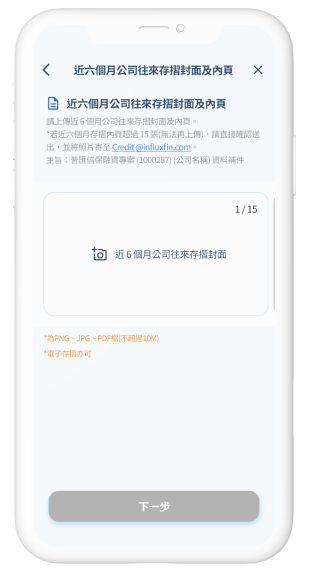 近六個月公司往來存摺封面及內頁
近六個月公司往來存摺封面及內頁
請上傳近 6 個月公司往來存摺封面及內頁。
*若近六個月存摺內頁超過 15 張(無法再上傳)，請直接確認送
出，並將照片寄至 Credit @influxfin.com。
主旨：普匯信保融資專案 (1000287) (公司名稱) 資料補件
1 / 15
近 6 個月公司往來存摺封面
*為PNG、JPG、PDF檔(不超過10M)
*電子存摺亦可
下一步